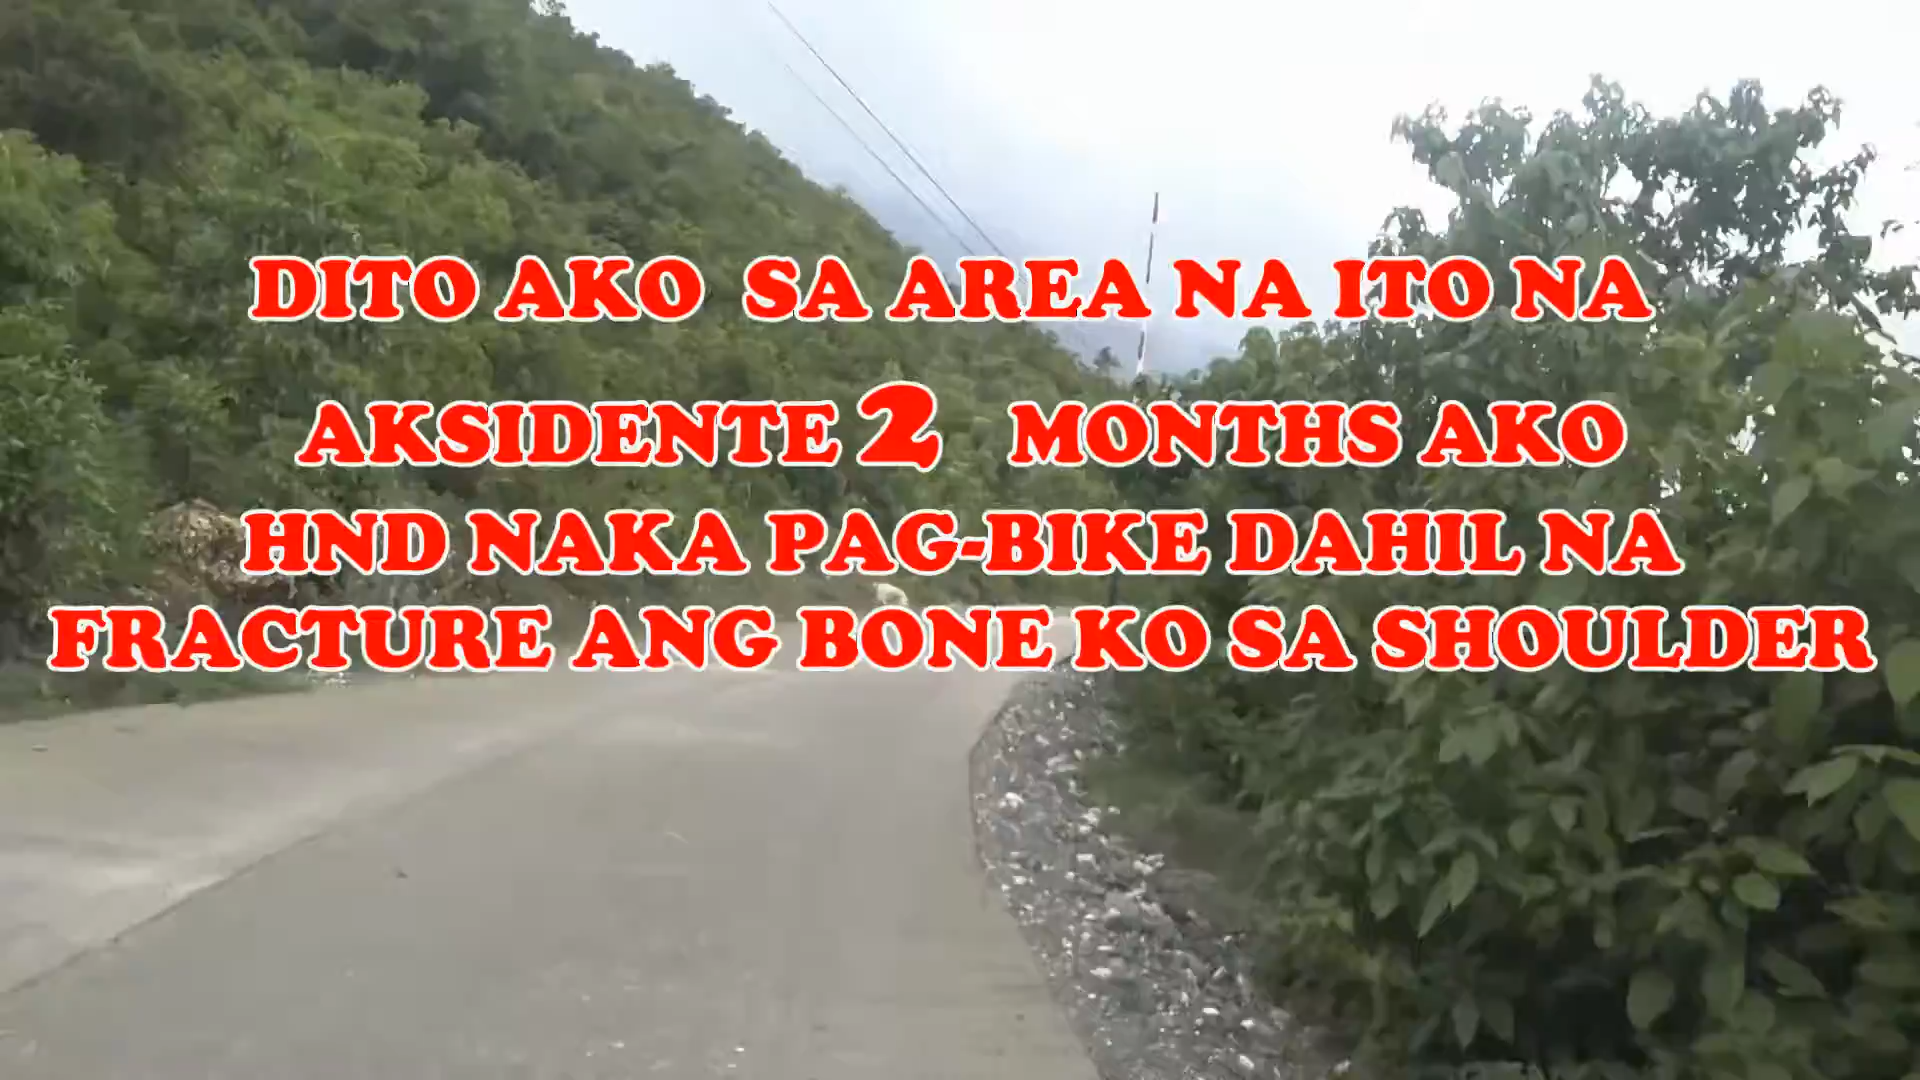 DITO AKO SA AREA NA ITO NA
AKSIDENTE 2 MONTHS AKO
HND NAKA PAG-BIKE DAHIL NA
FRACTURE ANG BONE KO SA SHOULDER